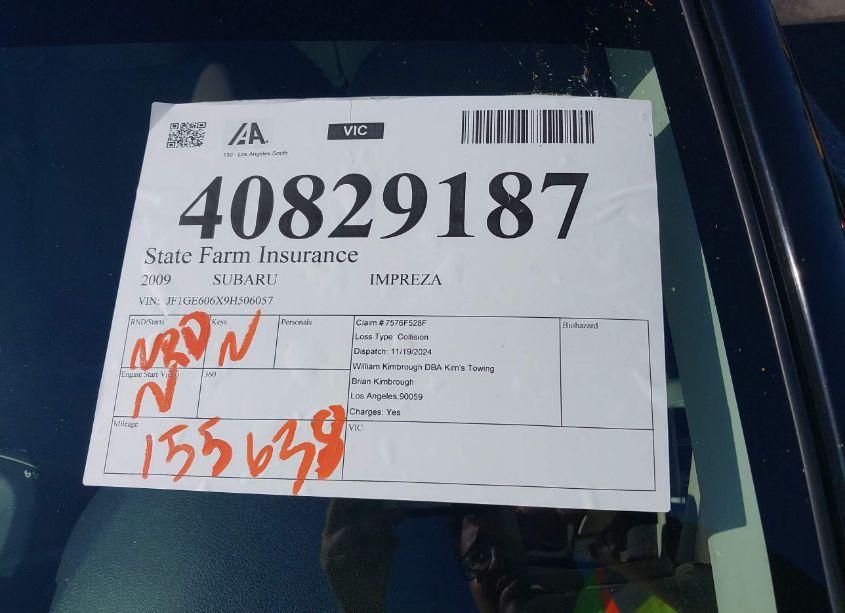 IAA VIC
130 - Los Angeles South
40829187
State Farm Insurance
2009 SUBARU IMPREZA
VIN: JF1GE606X9H506057
RND/Starts Keys Personals
N N
Claim # 7576F528F
Loss Type Collision
Dispatch: 11/19/2024
William Kimbrough DBA Kim's Towing
Brian Kimbrough
Los Angeles,90059
Charges: Yes
Biohazard
Engine Start Video 360
N
Mileage
155638
VIC